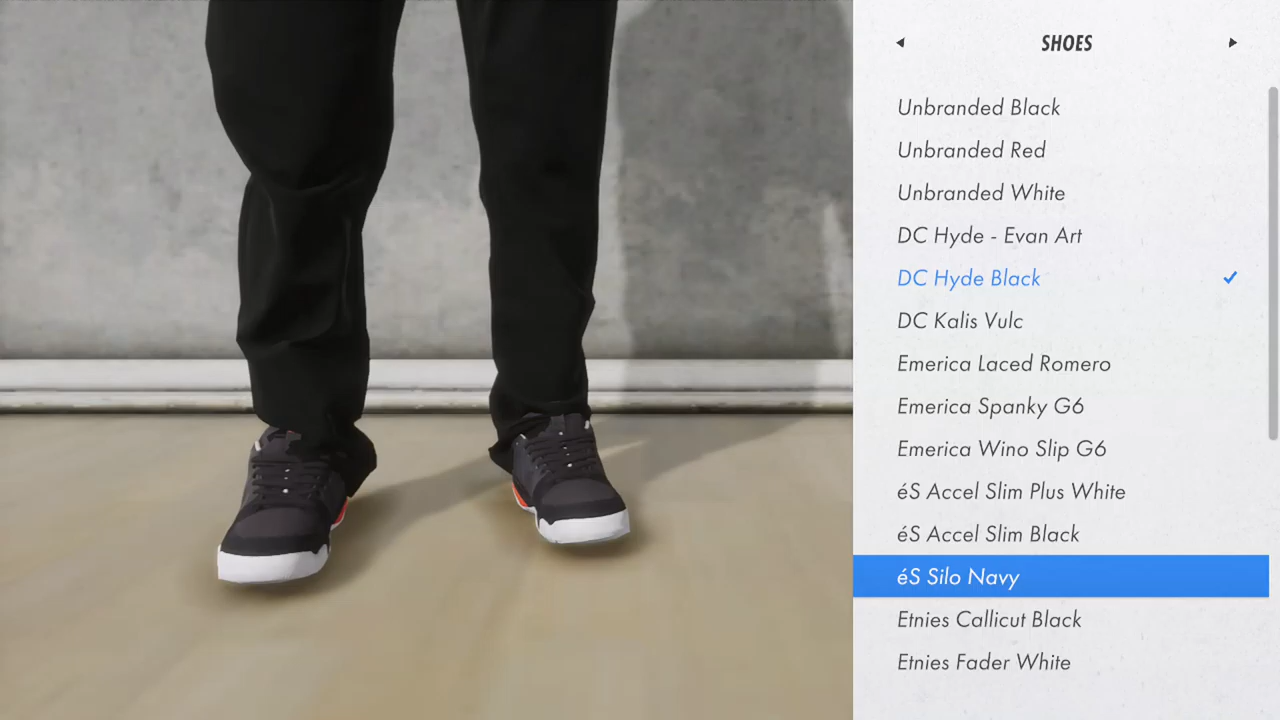 SHOES
Unbranded Black
Unbranded Red
Unbranded White
DC Hyde - Evan Art
DC Hyde Black
DC Kalis Vulc
Emerica Laced Romero
Emerica Spanky G6
Emerica Wino Slip G6
éS Accel Slim Plus White
éS Accel Slim Black
éS Silo Navy
Etnies Callicut Black
Etnies Fader White